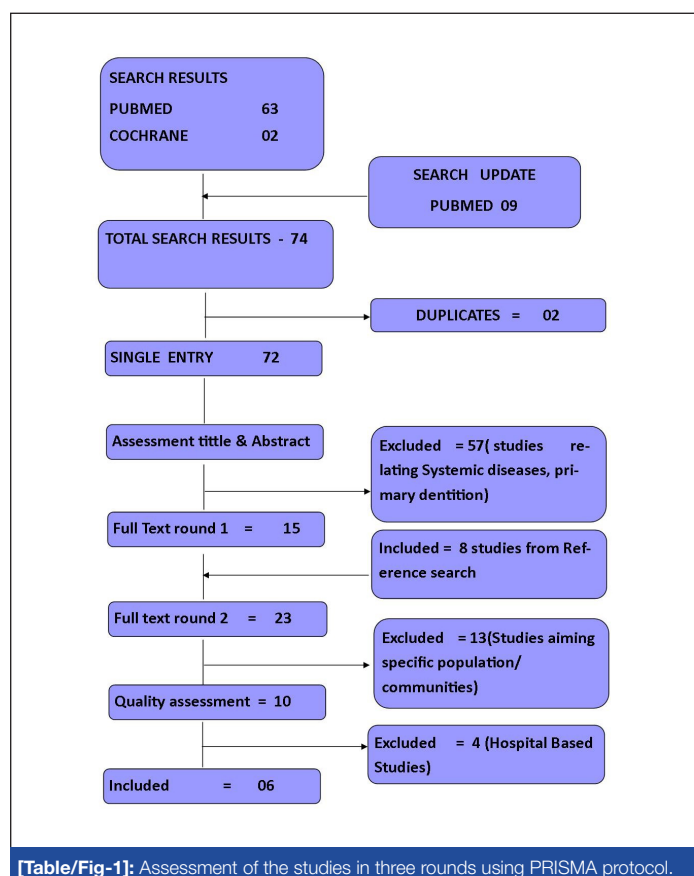 SEARCH RESULTS
PUBMED 63
COCHRANE 02
SEARCH UPDATE
PUBMED 09
TOTAL SEARCH RESULTS - 74
DUPLICATES = 02
SINGLE ENTRY 72
Assessment tittle & Abstract
Excluded = 57( studies re-
lating Systemic diseases, pri-
mary dentition)
Full Text round 1 = 15
Included = 8 studies from Ref-
erence search
Full text round 2 = 23
Excluded = 13(Studies aiming
specific population/
communities)
Quality assessment = 10
Excluded = 4 (Hospital Based
Studies)
Included = 06
[Table/Fig-1]: Assessment of the studies in three rounds using PRISMA protocol.